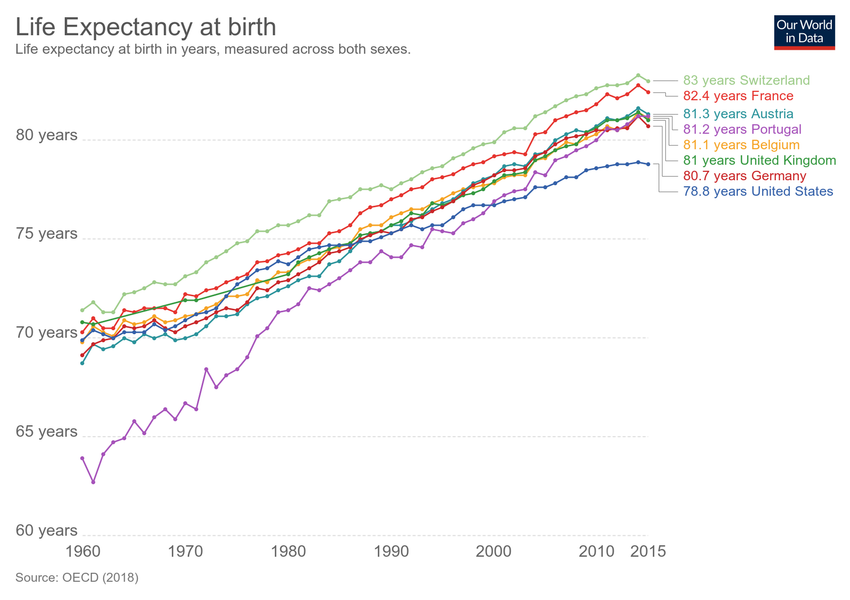 Life Expectancy at birth
Life expectancy at birth in years, measured across both sexes.
Our World
in Data
83 years Switzerland
82.4 years France
81.3 years Austria
81.2 years Portugal
81.1 years Belgium
81 years United Kingdom
80.7 years Germany
78.8 years United States
80 years
75 years
70 years
65 years
60 years
1960
1970
1980
1990
2000
2010
2015
Source: OECD (2018)